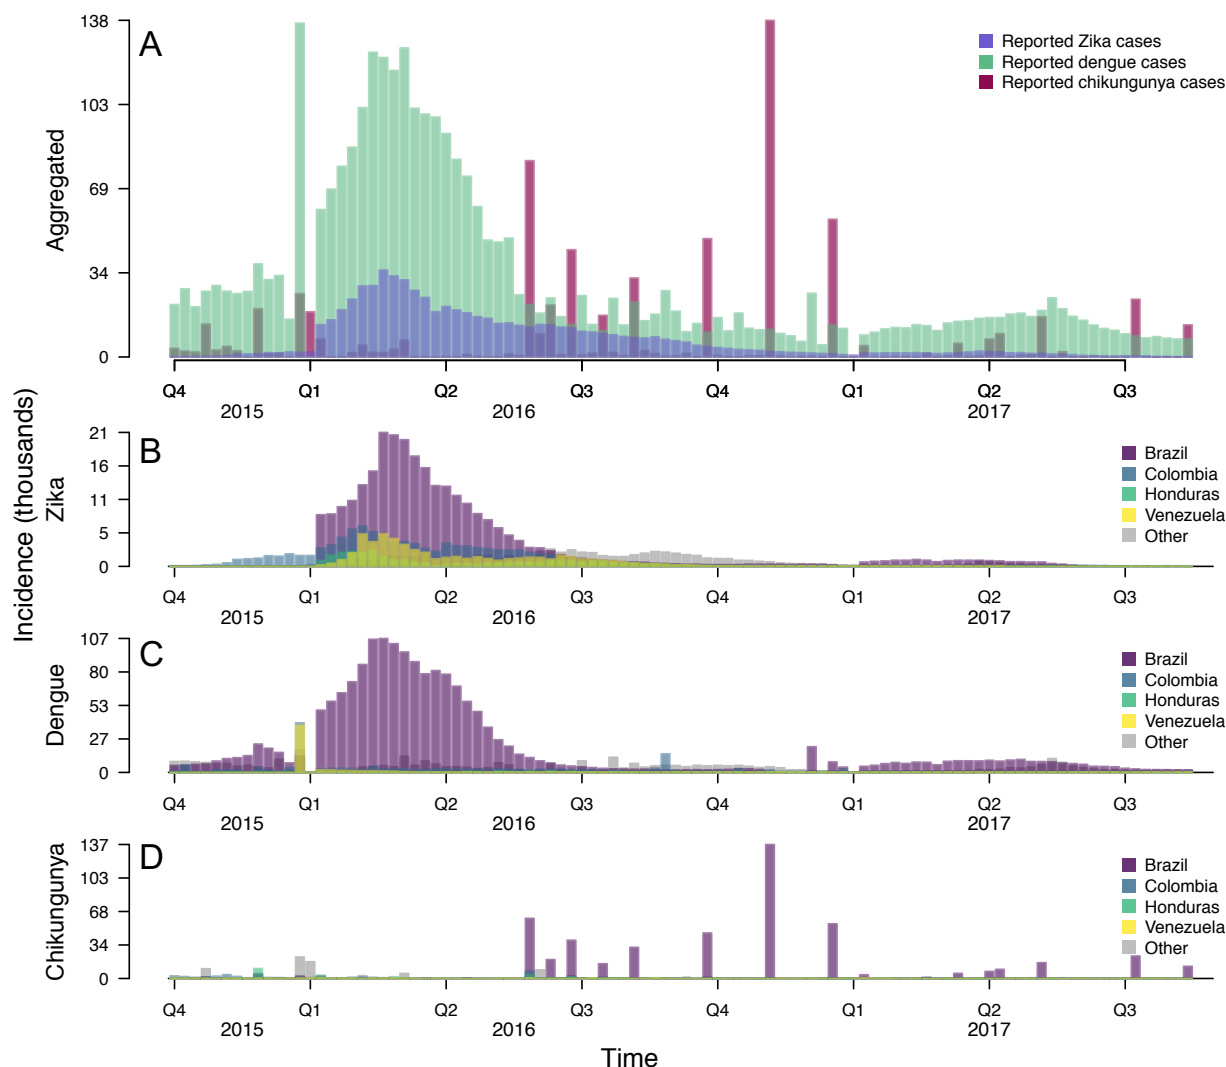 A
138
103
69
34
0
Aggregated
Reported Zika cases
Reported dengue cases
Reported chikungunya cases
Q4 Q1 Q2 Q3 Q4 Q1 Q2 Q3
2015 2016 2017
Incidence (thousands)
B
21
16
11
5
0
Zika
Brazil
Colombia
Honduras
Venezuela
Other
Q4 Q1 Q2 Q3 Q4 Q1 Q2 Q3
2015 2016 2017
C
107
80
53
27
0
Dengue
Brazil
Colombia
Honduras
Venezuela
Other
Q4 Q1 Q2 Q3 Q4 Q1 Q2 Q3
2015 2016 2017
D
137
103
68
34
0
Chikungunya
Brazil
Colombia
Honduras
Venezuela
Other
Q4 Q1 Q2 Q3 Q4 Q1 Q2 Q3
2015 2016 2017
Time